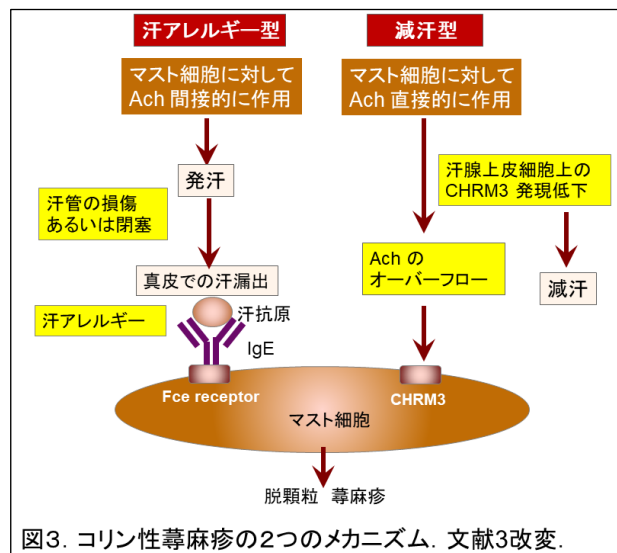 汗アレルギー型
減汗型
マスト細胞に対して
Ach 間接的に作用
マスト細胞に対して
Ach 直接的に作用
発汗
汗腺上皮細胞上の
CHRM3 発現低下
汗管の損傷
あるいは閉塞
Ach の
オーバーフロー
減汗
真皮での汗漏出
汗アレルギー
汗抗原
IgE
Fce receptor
CHRM3
マスト細胞
脱顆粒 蕁麻疹
図3. コリン性蕁麻疹の2つのメカニズム. 文献3改変.